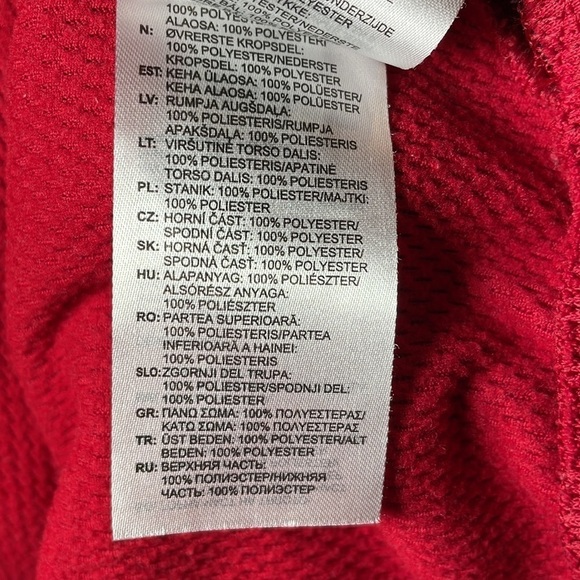 ONDERZIJDE
POLYESTER
POLYESTER/NEDERSTE
100% POLYESTER
ALAOSA: 100% POLYESTERI
N: ØVRERSTE KROPSDEL:
100% POLYESTER/NEDERSTE
KROPSDEL: 100% POLYESTER
EST: KEHA ÜLAOSA: 100% POLÜESTER/
KEHA ALAOSA: 100% POLÜESTER
LV: RUMPJA AUGŠDAĻA:
100% POLIESTERIS/RUMPJA
APAKŠDAĻA: 100% POLIESTERIS
LT: VIRŠUTINĖ TORSO DALIS:
100% POLIESTERIS/APATINĖ
TORSO DALIS: 100% POLIESTERIS
PL: STANIK: 100% POLIESTER/MAJTKI:
100% POLIESTER
CZ: HORNÍ ČÁST: 100% POLYESTER/
SPODNÍ ČÁST: 100% POLYESTER
SK: HORNÁ ČASŤ: 100% POLYESTER/
SPODNÁ ČASŤ: 100% POLYESTER
HU: ALAPANYAG: 100% POLIÉSZTER/
ALSÓRÉSZ ANYAGA:
100% POLIÉSZTER
RO: PARTEA SUPERIOARĂ:
100% POLIESTERIS/PARTEA
INFERIOARĂ A HAINEI:
100% POLIESTERIS
SLO:ZGORNJI DEL TRUPA:
100% POLIESTER/SPODNJI DEL:
100% POLIESTER
GR: ΠΑΝΩ ΣΩΜΑ: 100% ΠΟΛΥΕΣΤΕΡΑΣ/
ΚΑΤΩ ΣΩΜΑ: 100% ΠΟΛΥΕΣΤΕΡΑΣ
TR: ÜST BEDEN: 100% POLYESTER/ALT
BEDEN: 100% POLYESTER
RU: ВЕРХНЯЯ ЧАСТЬ:
100% ПОЛИЭСТЕР/НИЖНЯЯ
ЧАСТЬ: 100% ПОЛИЭСТЕР